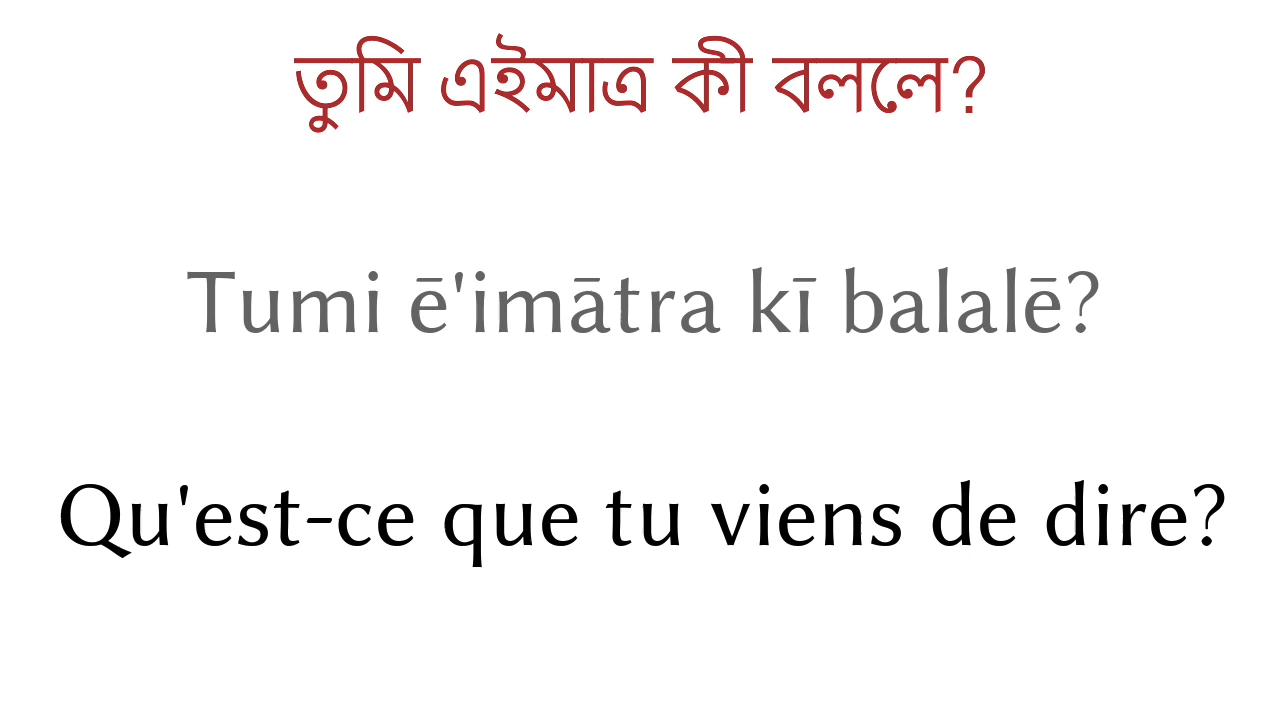 তুমি এইমাত্র কী বললে?
Tumi ē'imātra kī balalē?
Qu'est-ce que tu viens de dire?